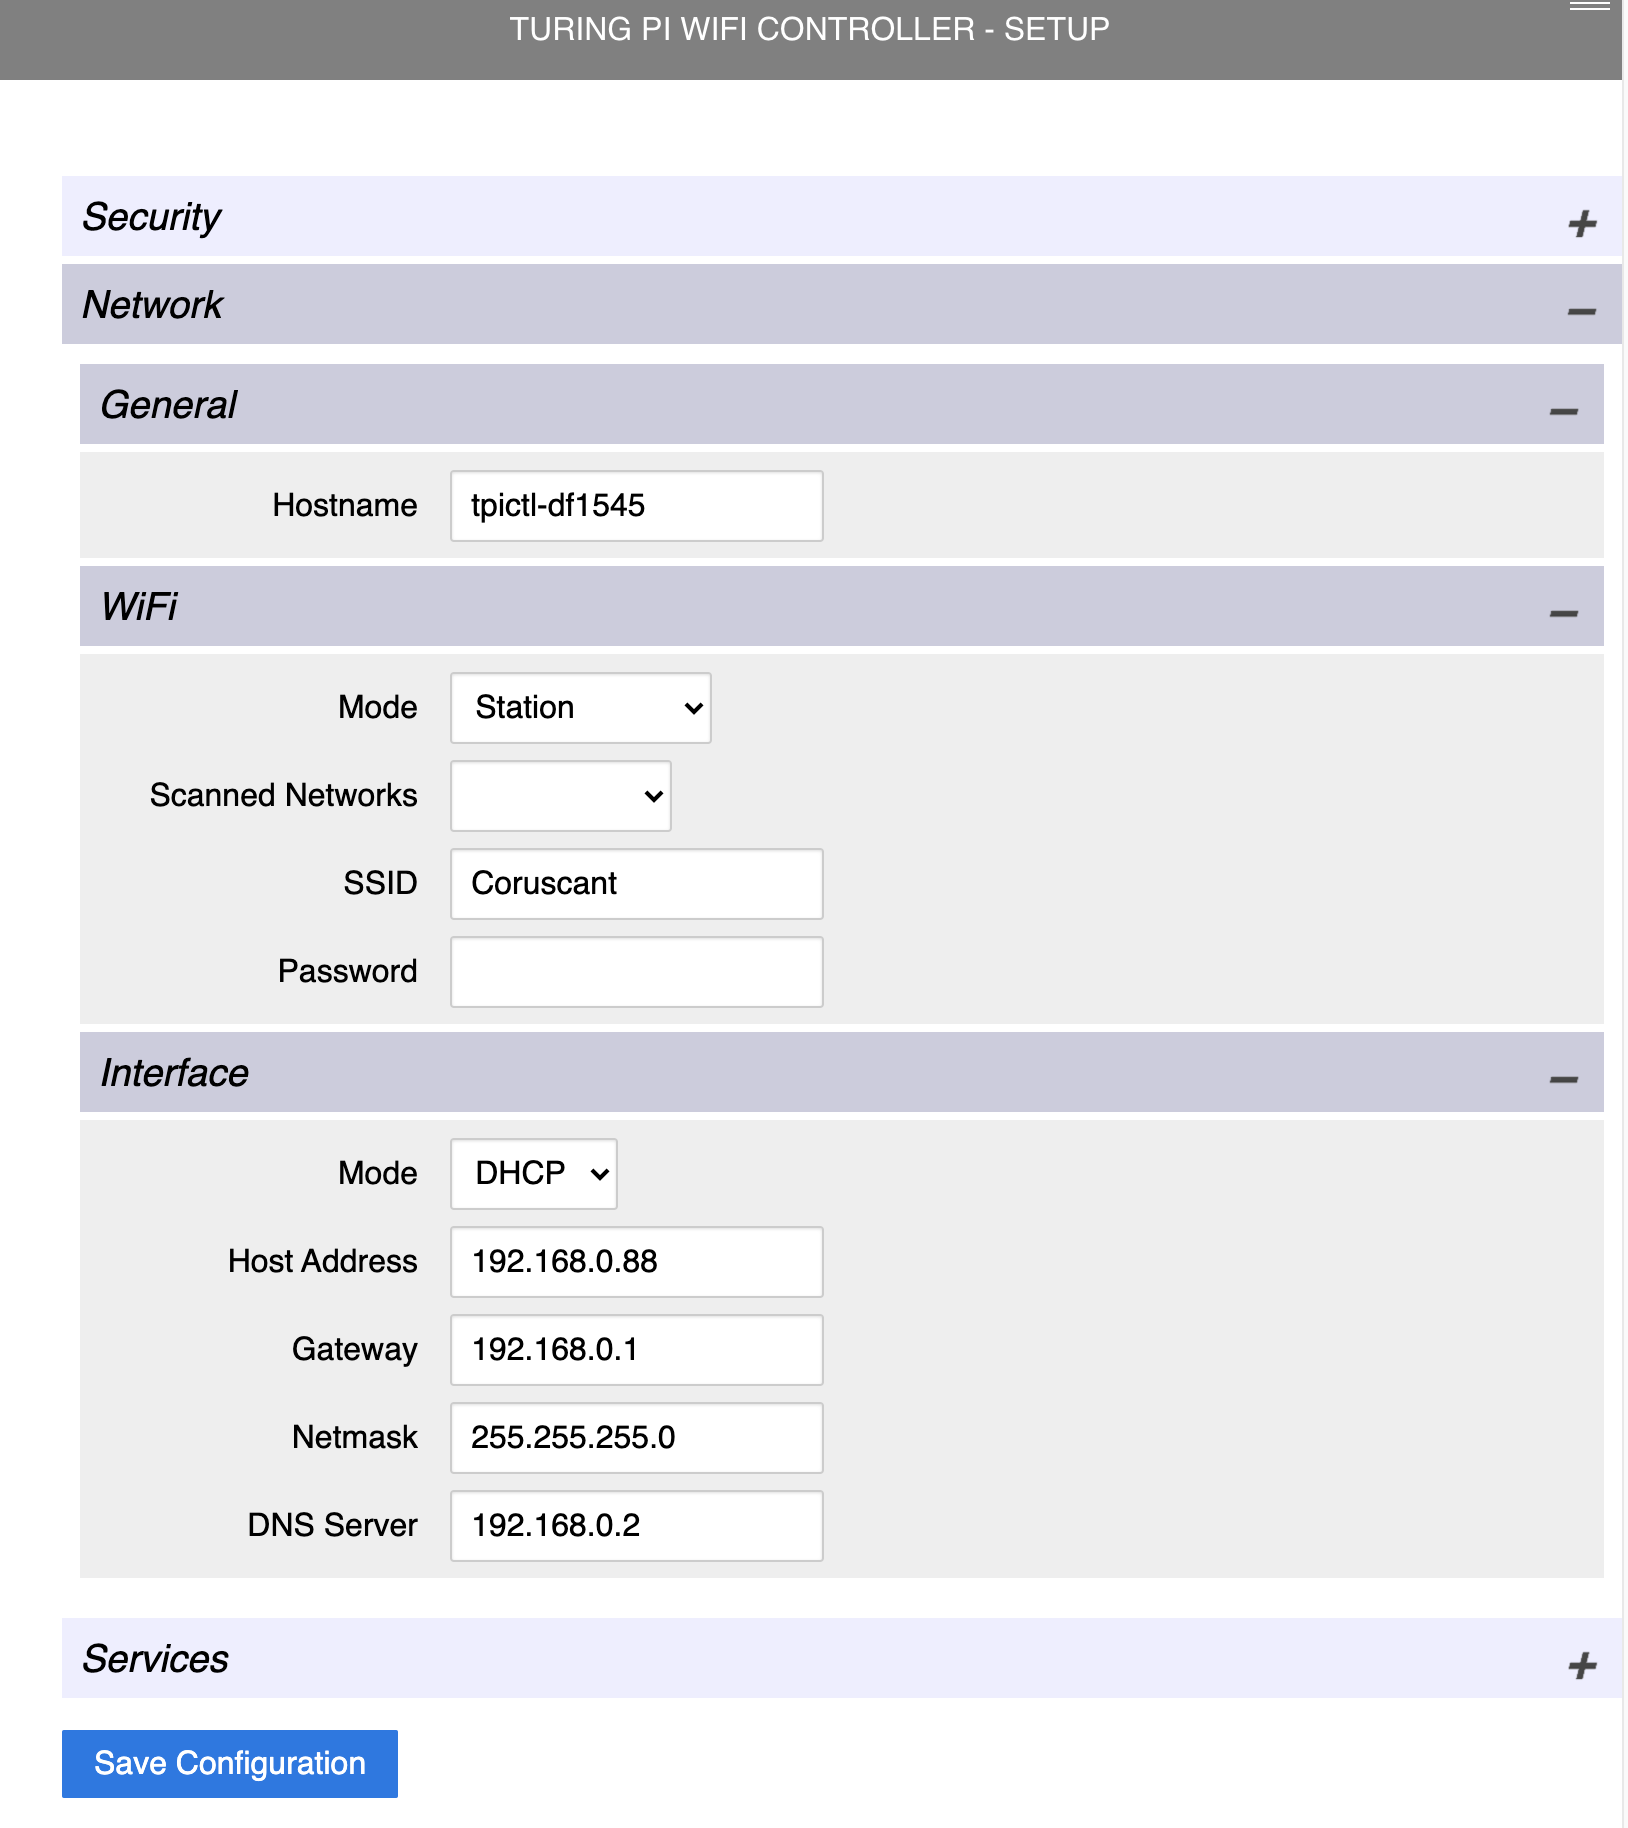 TURING PI WIFI CONTROLLER - SETUP
Security
Network
General
Hostname tpictl-df1545
WiFi
Mode Station
Scanned Networks
SSID Coruscant
Password
Interface
Mode DHCP
Host Address 192.168.0.88
Gateway 192.168.0.1
Netmask 255.255.255.0
DNS Server 192.168.0.2
Services
Save Configuration